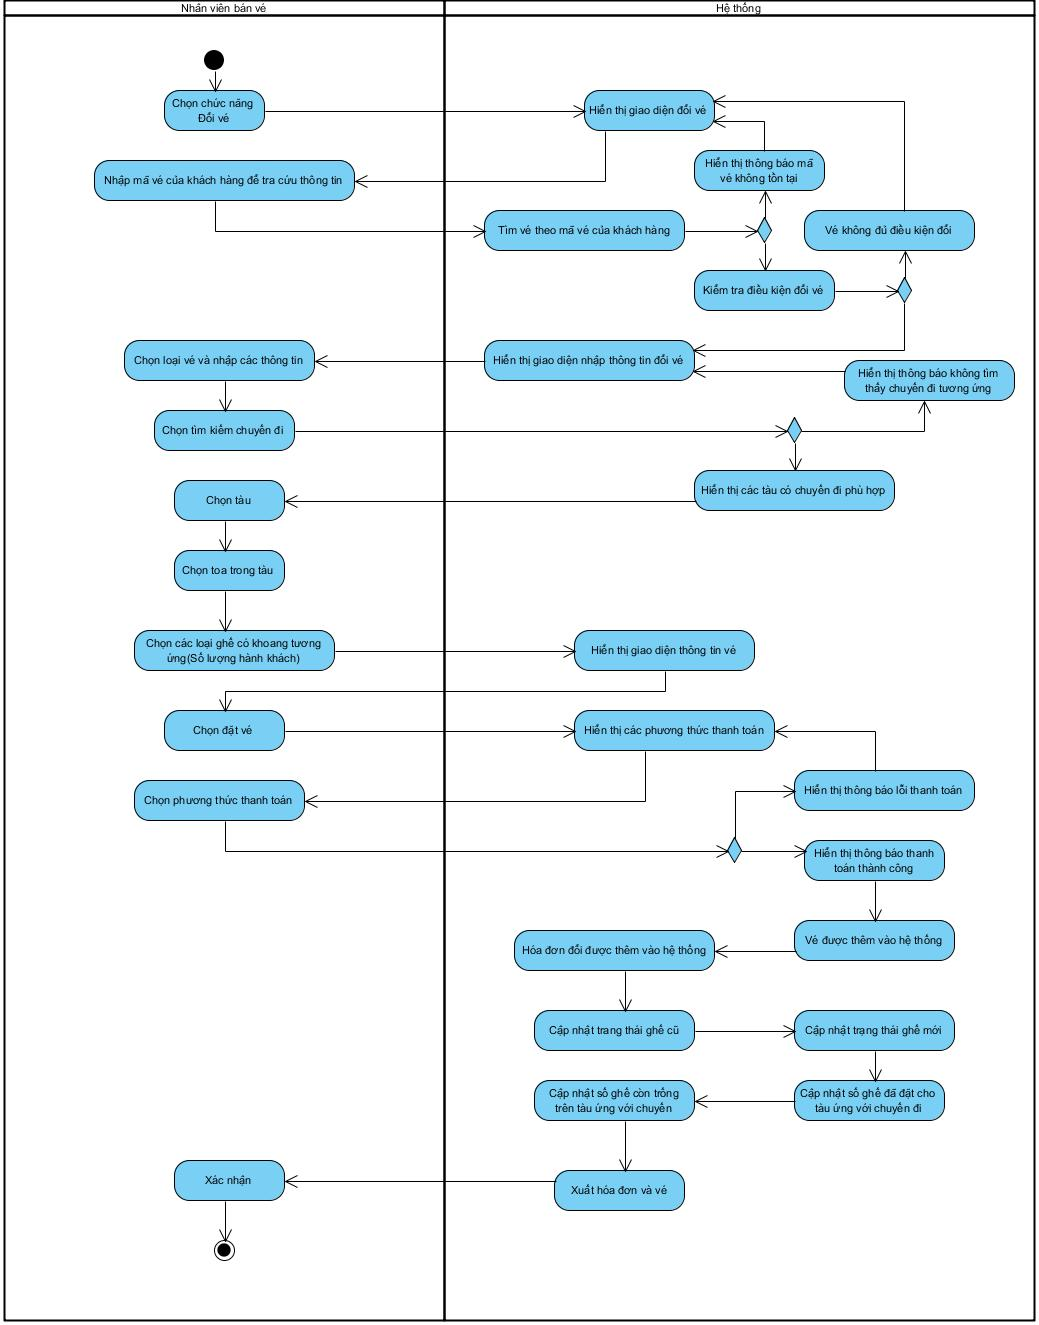 Nhân viên bán vé
Hệ thống
Chọn chức năng
Đổi vé
Hiển thị giao diện đổi vé
Hiển thị thông báo mã
vé không tồn tại
Nhập mã vé của khách hàng để tra cứu thông tin
Tìm vé theo mã vé của khách hàng
Vé không đủ điều kiện đổi
Kiểm tra điều kiện đổi vé
Chọn loại vé và nhập các thông tin
Hiển thị giao diện nhập thông tin đổi vé
Hiển thị thông báo không tìm
thấy chuyến đi tương ứng
Chọn tìm kiếm chuyến đi
Hiển thị các tàu có chuyến đi phù hợp
Chọn tàu
Chọn toa trong tàu
Chọn các loại ghế có khoang tương
ứng(Số lượng hành khách)
Hiển thị giao diện thông tin vé
Chọn đặt vé
Hiển thị các phương thức thanh toán
Hiển thị thông báo lỗi thanh toán
Chọn phương thức thanh toán
Hiển thị thông báo thanh
toán thành công
Vé được thêm vào hệ thống
Hóa đơn đổi được thêm vào hệ thống
Cập nhật trang thái ghế cũ
Cập nhật trạng thái ghế mới
Cập nhật số ghế còn trống
trên tàu ứng với chuyến
Cập nhật số ghế đã đặt cho
tàu ứng với chuyến đi
Xác nhận
Xuất hóa đơn và vé